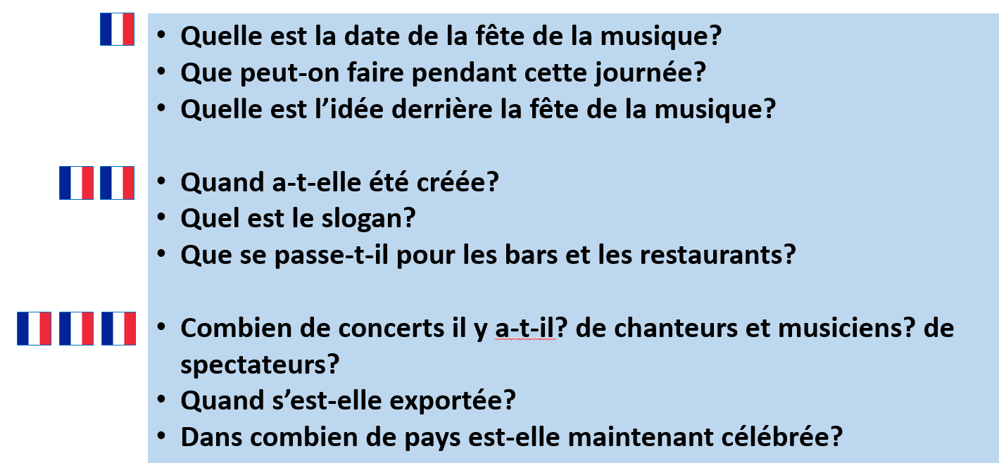 • Quelle est la date de la fête de la musique?
• Que peut-on faire pendant cette journée?
• Quelle est l’idée derrière la fête de la musique?
• Quand a-t-elle été créée?
• Quel est le slogan?
• Que se passe-t-il pour les bars et les restaurants?
• Combien de concerts il y a-t-il? de chanteurs et musiciens? de
spectateurs?
• Quand s’est-elle exportée?
• Dans combien de pays est-elle maintenant célébrée?